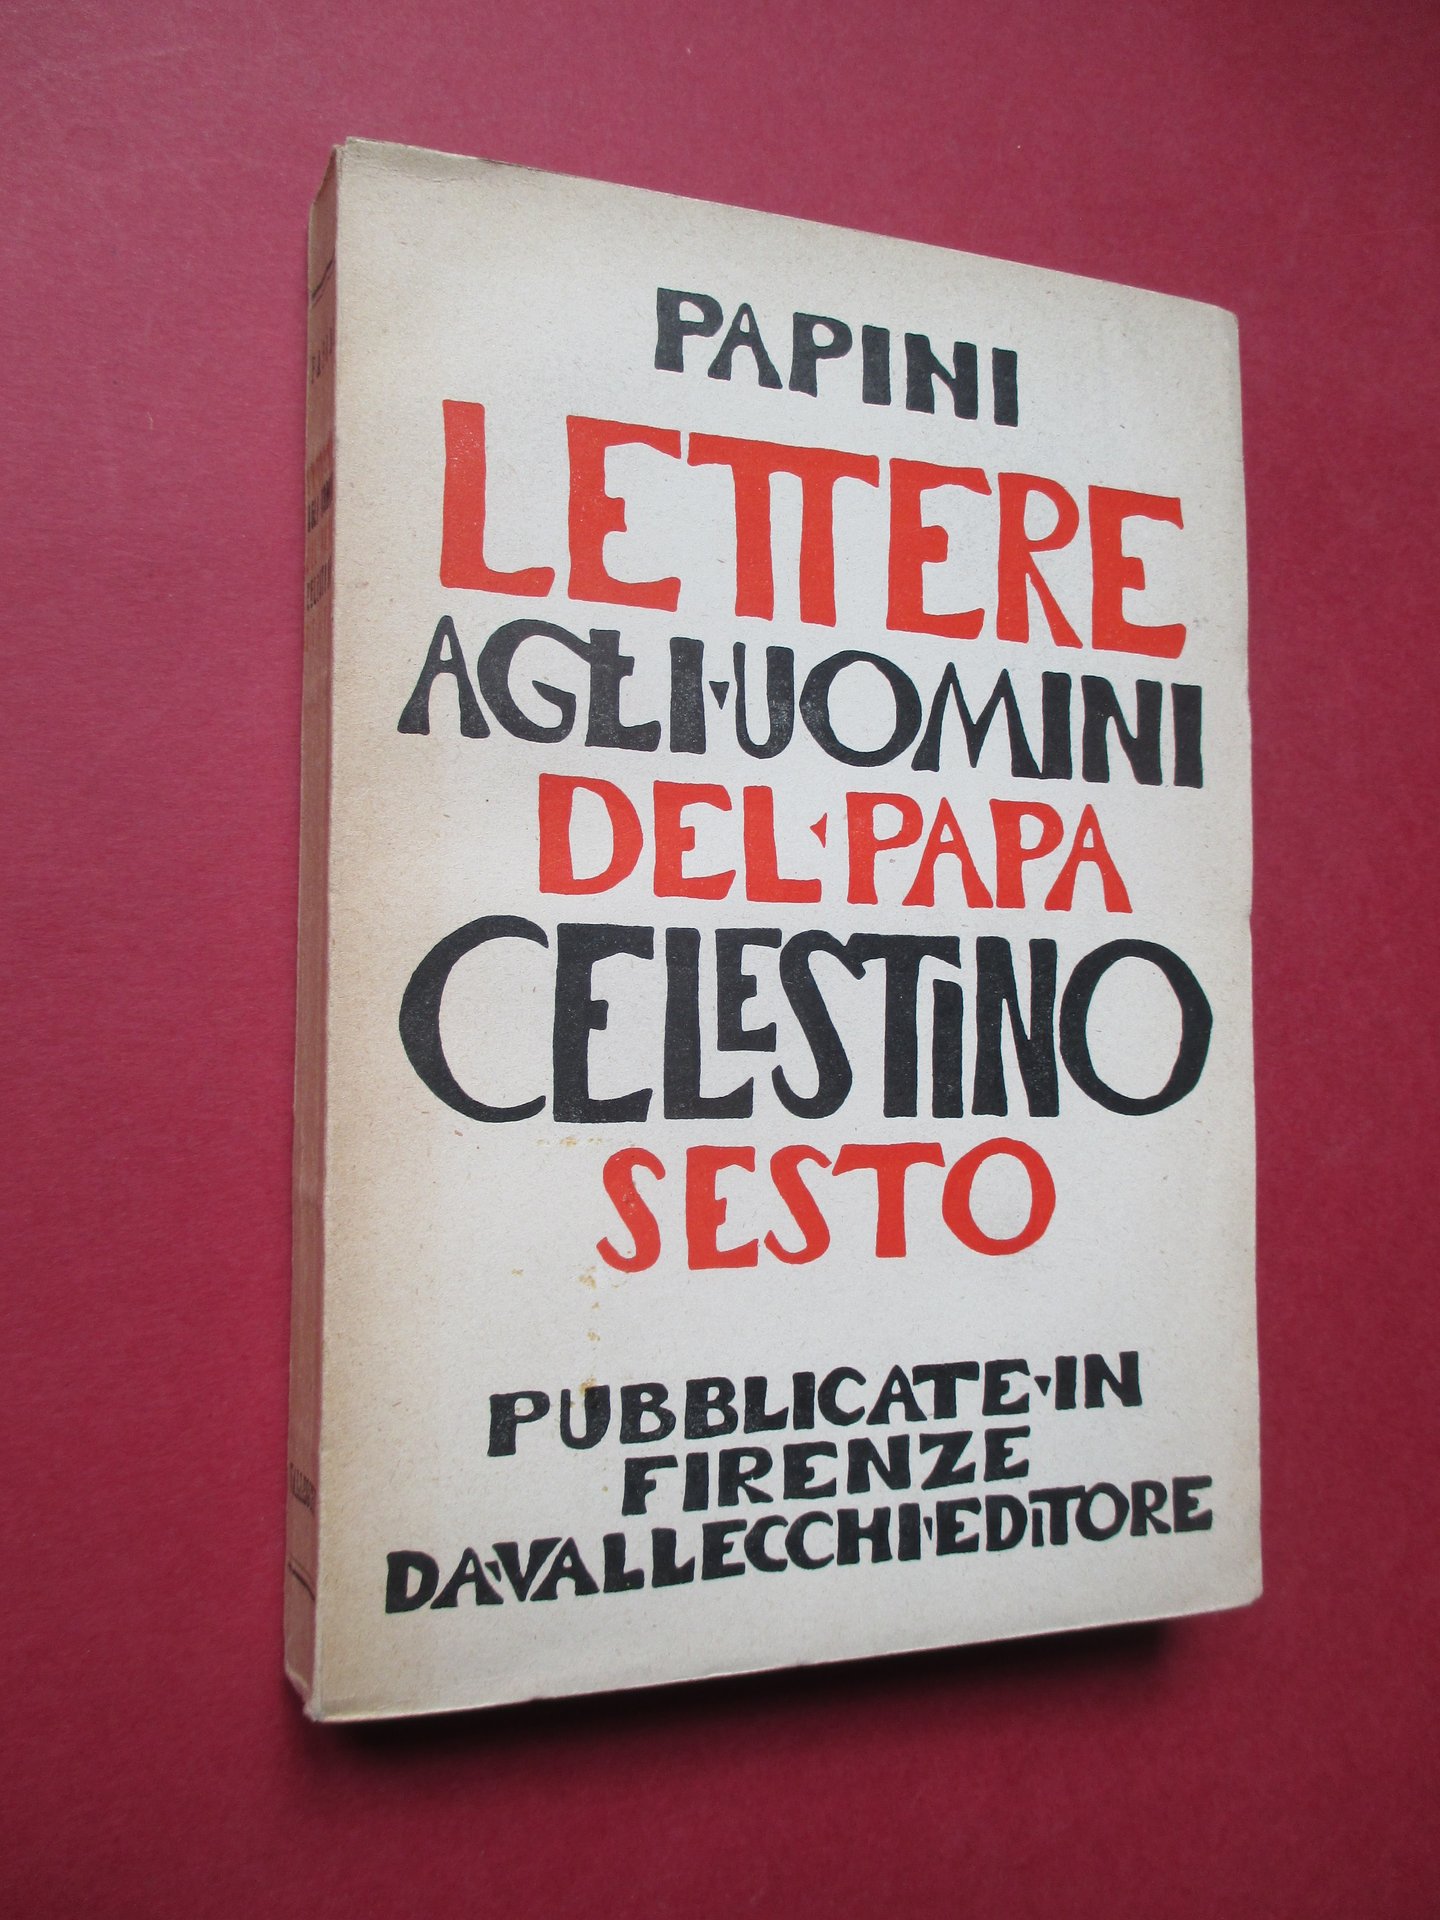 PAPINI
LETTERE
AGLI·UOMINI
DEL·PAPA
CELESTINO
SESTO
PUBBLICATE·IN
FIRENZE
DA·VALLECCHI·EDITORE